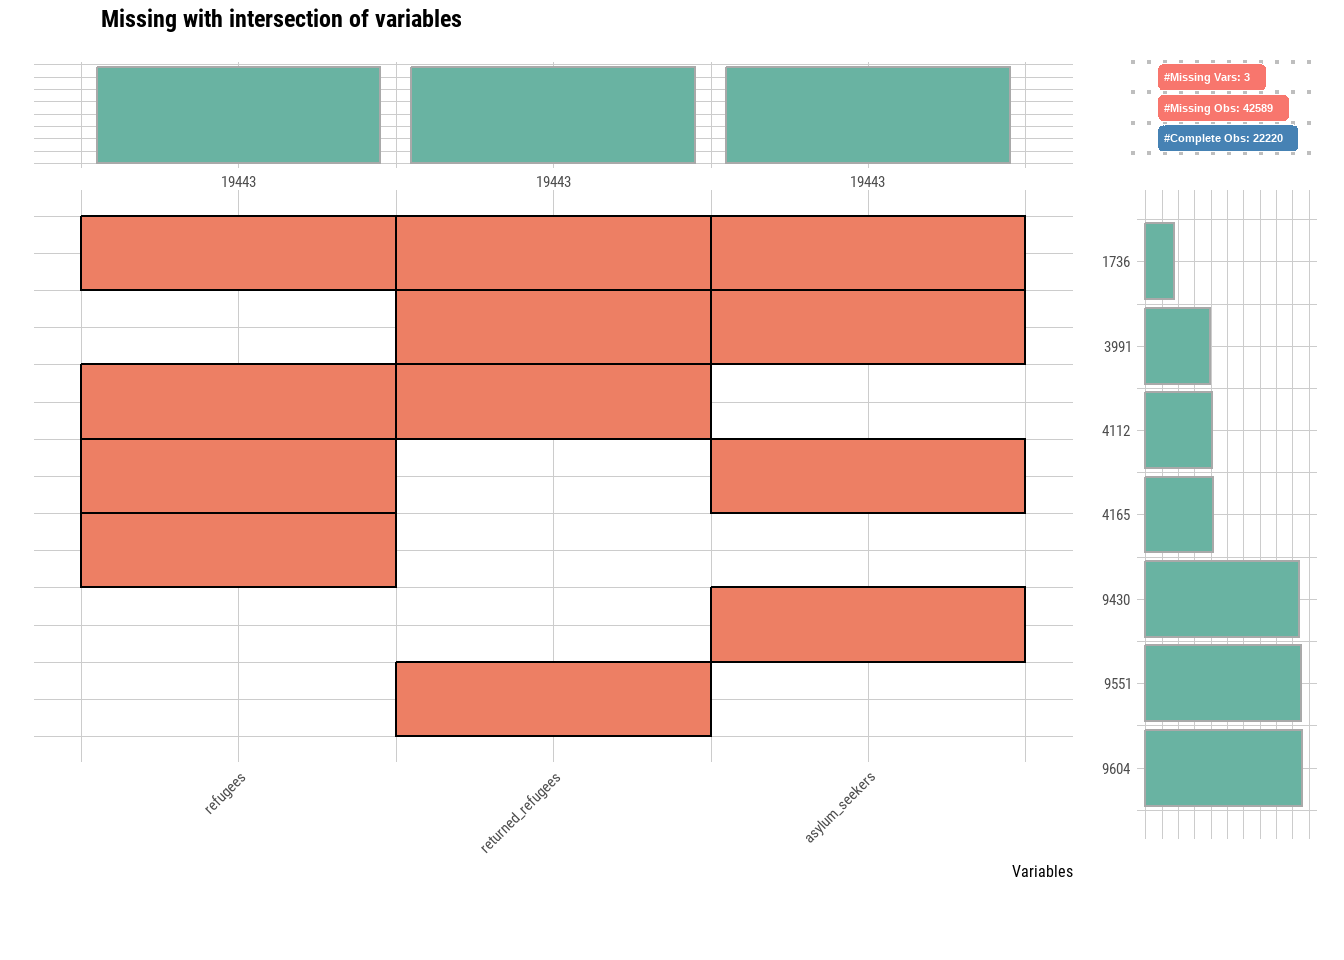 Missing with intersection of variables
#Missing Vars: 3
#Missing Obs: 42589
#Complete Obs: 22220
19443 19443 19443
1736
3991
4112
4165
9430
9551
9604
refugees
returned_refugees
asylum_seekers
Variables